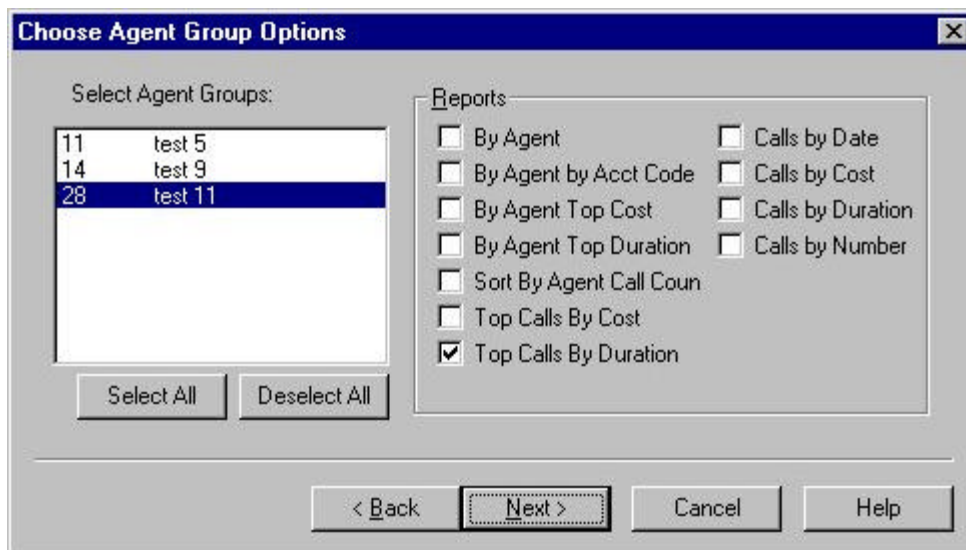 Choose Agent Group Options
Select Agent Groups:
11 test 5
14 test 9
28 test 11
Select All
Deselect All
Reports
By Agent
By Agent by Acct Code
By Agent Top Cost
By Agent Top Duration
Sort By Agent Call Coun
Top Calls By Cost
Top Calls By Duration
Calls by Date
Calls by Cost
Calls by Duration
Calls by Number
< Back
Next >
Cancel
Help